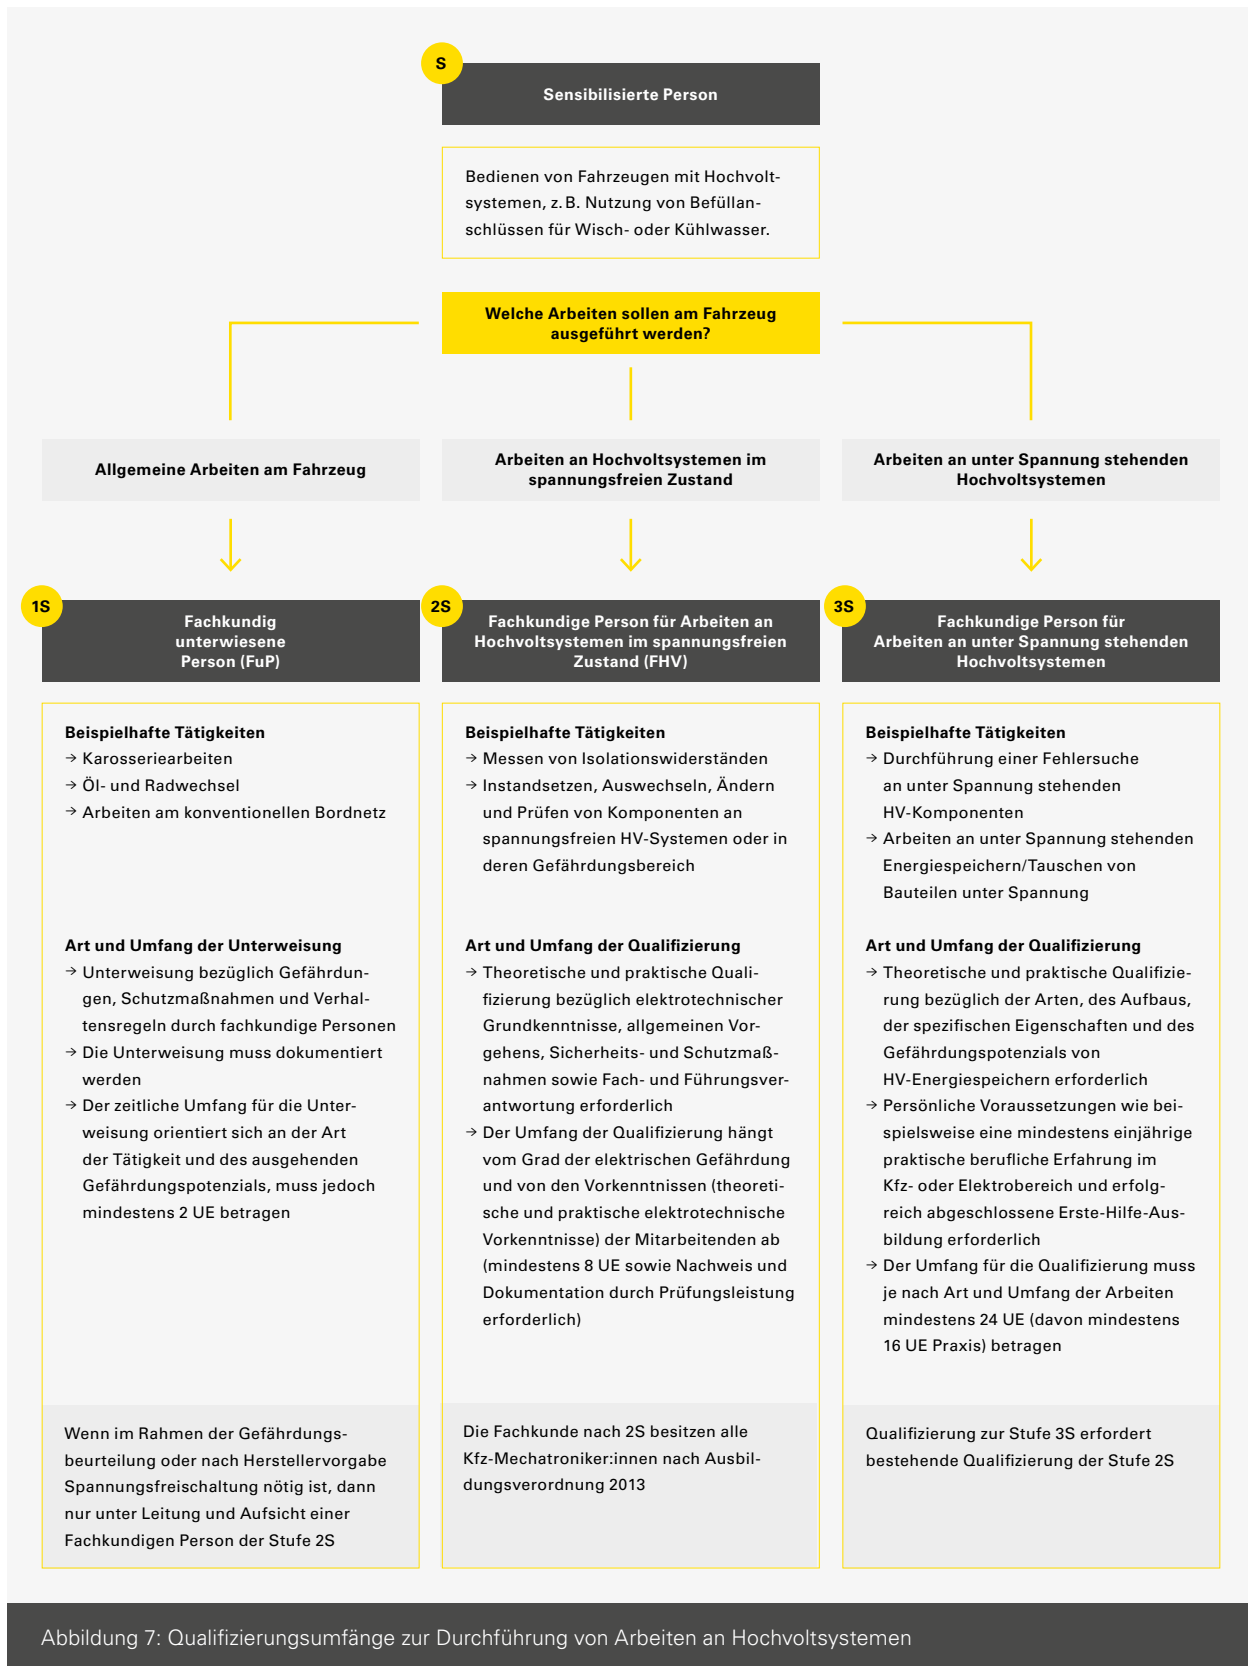 S
Sensibilisierte Person
Bedienen von Fahrzeugen mit Hochvolt-
systemen, z. B. Nutzung von Befüllan-
schlüssen für Wisch- oder Kühlwasser.
Welche Arbeiten sollen am Fahrzeug
ausgeführt werden?
Allgemeine Arbeiten am Fahrzeug
Arbeiten an Hochvoltsystemen im
spannungsfreien Zustand
Arbeiten an unter Spannung stehenden
Hochvoltsystemen
1S
Fachkundig
unterwiesene
Person (FuP)
Beispielhafte Tätigkeiten
→ Karosseriearbeiten
→ Öl- und Radwechsel
→ Arbeiten am konventionellen Bordnetz
Art und Umfang der Unterweisung
→ Unterweisung bezüglich Gefährdun-
gen, Schutzmaßnahmen und Verhal-
tensregeln durch fachkundige Personen
→ Die Unterweisung muss dokumentiert
werden
→ Der zeitliche Umfang für die Unter-
weisung orientiert sich an der Art
der Tätigkeit und des ausgehenden
Gefährdungspotenzials, muss jedoch
mindestens 2 UE betragen
Wenn im Rahmen der Gefährdungs-
beurteilung oder nach Herstellervorgabe
Spannungsfreischaltung nötig ist, dann
nur unter Leitung und Aufsicht einer
Fachkundigen Person der Stufe 2S
2S
Fachkundige Person für Arbeiten an
Hochvoltsystemen im spannungsfreien
Zustand (FHV)
Beispielhafte Tätigkeiten
→ Messen von Isolationswiderständen
→ Instandsetzen, Auswechseln, Ändern
und Prüfen von Komponenten an
spannungsfreien HV-Systemen oder in
deren Gefährdungsbereich
Art und Umfang der Qualifizierung
→ Theoretische und praktische Quali-
fizierung bezüglich elektrotechnischer
Grundkenntnisse, allgemeinen Vor-
gehens, Sicherheits- und Schutzmaß-
nahmen sowie Fach- und Führungsver-
antwortung erforderlich
→ Der Umfang der Qualifizierung hängt
vom Grad der elektrischen Gefährdung
und von den Vorkenntnissen (theoreti-
sche und praktische elektrotechnische
Vorkenntnisse) der Mitarbeitenden ab
(mindestens 8 UE sowie Nachweis und
Dokumentation durch Prüfungsleistung
erforderlich)
Die Fachkunde nach 2S besitzen alle
Kfz-Mechatroniker:innen nach Ausbil-
dungsverordnung 2013
3S
Fachkundige Person für
Arbeiten an unter Spannung stehenden
Hochvoltsystemen
Beispielhafte Tätigkeiten
→ Durchführung einer Fehlersuche
an unter Spannung stehenden
HV-Komponenten
→ Arbeiten an unter Spannung stehenden
Energiespeichern/Tauschen von
Bauteilen unter Spannung
Art und Umfang der Qualifizierung
→ Theoretische und praktische Qualifizie-
rung bezüglich der Arten, des Aufbaus,
der spezifischen Eigenschaften und des
Gefährdungspotenzials von
HV-Energiespeichern erforderlich
→ Persönliche Voraussetzungen wie bei-
spielsweise eine mindestens einjährige
praktische berufliche Erfahrung im
Kfz- oder Elektrobereich und erfolg-
reich abgeschlossene Erste-Hilfe-Aus-
bildung erforderlich
→ Der Umfang für die Qualifizierung muss
je nach Art und Umfang der Arbeiten
mindestens 24 UE (davon mindestens
16 UE Praxis) betragen
Qualifizierung zur Stufe 3S erfordert
bestehende Qualifizierung der Stufe 2S
Abbildung 7: Qualifizierungsumfänge zur Durchführung von Arbeiten an Hochvoltsystemen